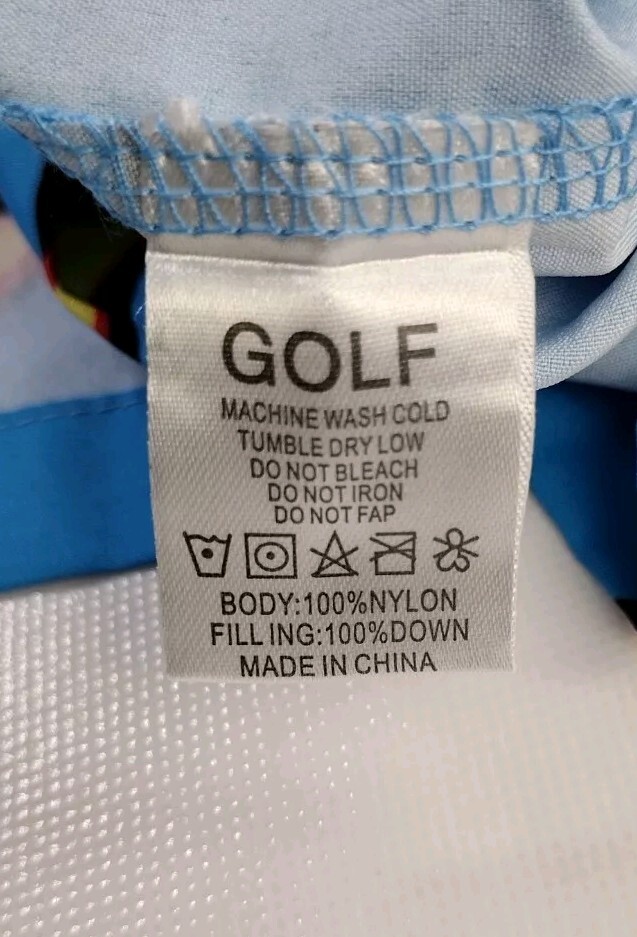 GOLF
MACHINE WASH COLD
TUMBLE DRY LOW
DO NOT BLEACH
DO NOT IRON
DO NOT FAP
BODY:100%NYLON
FILLING:100%DOWN
MADE IN CHINA